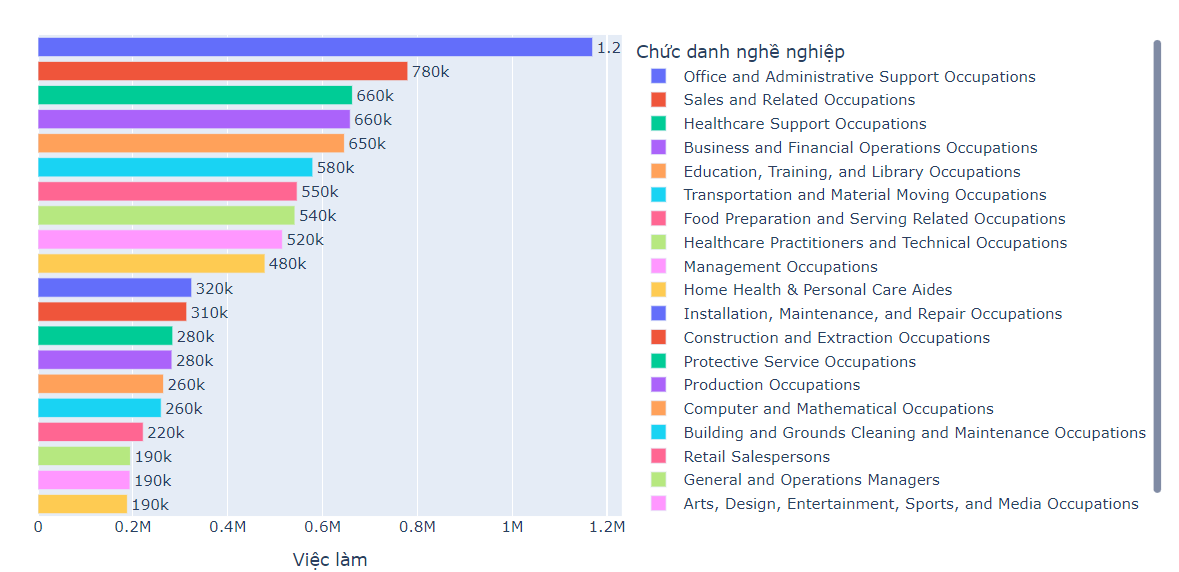 1.2
780k
660k
660k
650k
580k
550k
540k
520k
480k
320k
310k
280k
280k
260k
260k
220k
190k
190k
190k
0 0.2M 0.4M 0.6M 0.8M 1M 1.2M
Việc làm
Chức danh nghề nghiệp
Office and Administrative Support Occupations
Sales and Related Occupations
Healthcare Support Occupations
Business and Financial Operations Occupations
Education, Training, and Library Occupations
Transportation and Material Moving Occupations
Food Preparation and Serving Related Occupations
Healthcare Practitioners and Technical Occupations
Management Occupations
Home Health & Personal Care Aides
Installation, Maintenance, and Repair Occupations
Construction and Extraction Occupations
Protective Service Occupations
Production Occupations
Computer and Mathematical Occupations
Building and Grounds Cleaning and Maintenance Occupations
Retail Salespersons
General and Operations Managers
Arts, Design, Entertainment, Sports, and Media Occupations